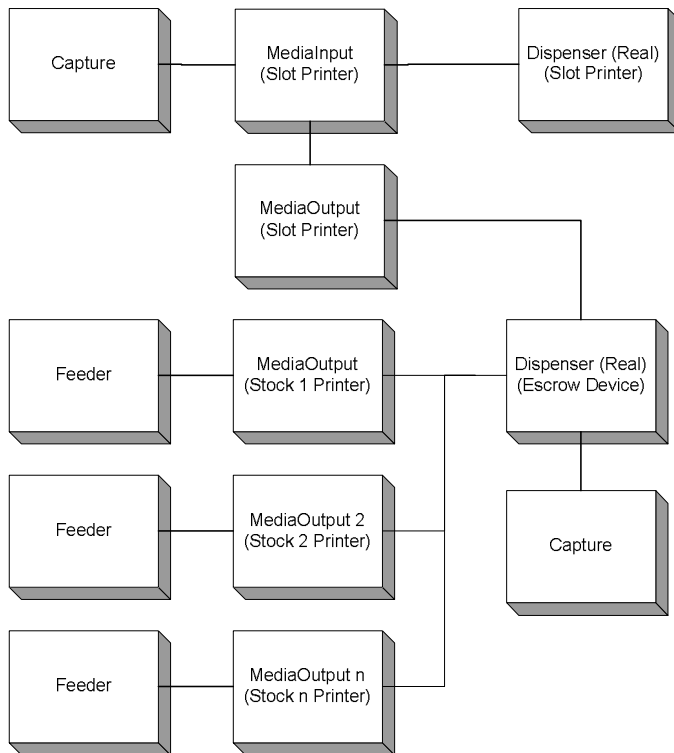 Capture
MediaInput
(Slot Printer)
Dispenser (Real)
(Slot Printer)
MediaOutput
(Slot Printer)
Feeder
MediaOutput
(Stock 1 Printer)
Dispenser (Real)
(Escrow Device)
Feeder
MediaOutput 2
(Stock 2 Printer)
Capture
Feeder
MediaOutput n
(Stock n Printer)